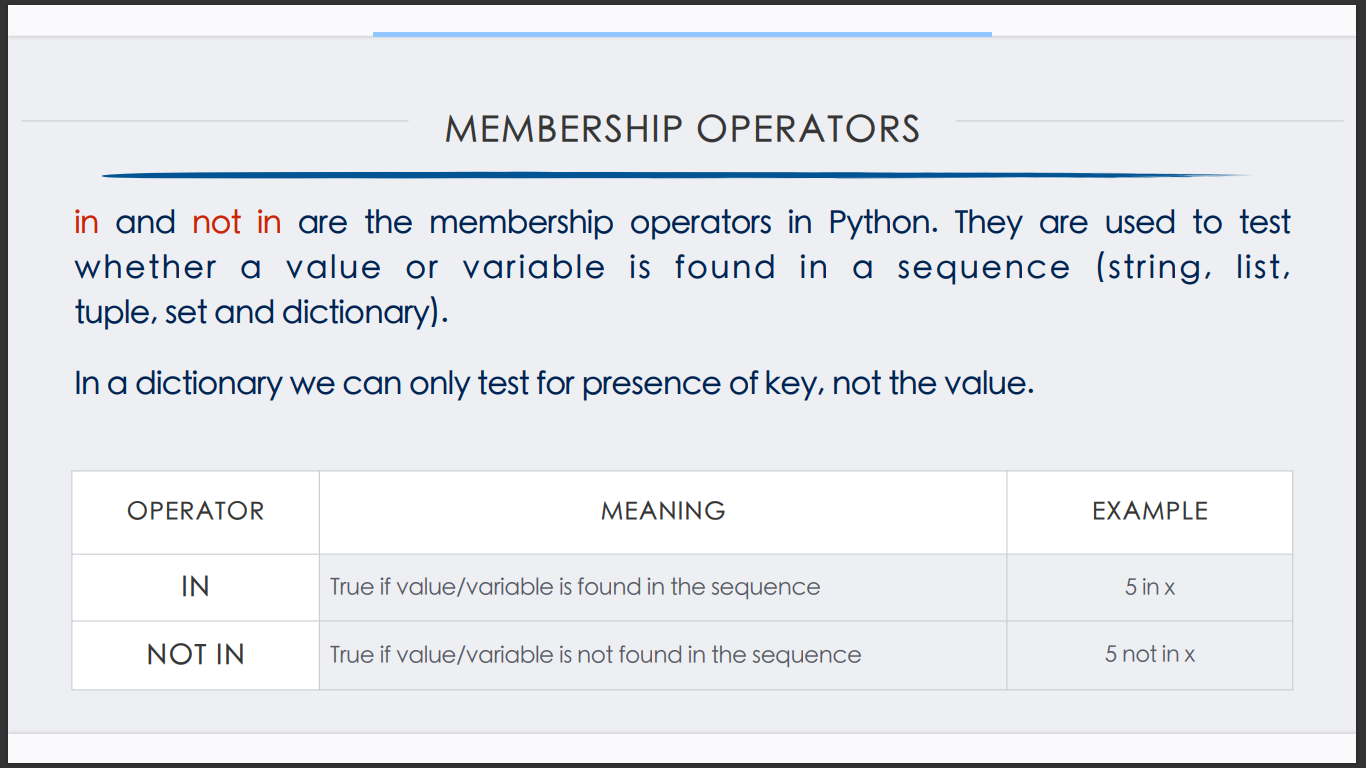 MEMBERSHIP OPERATORS
in and not in are the membership operators in Python. They are used to test
whether a value or variable is found in a sequence (string, list,
tuple, set and dictionary).
In a dictionary we can only test for presence of key, not the value.
OPERATOR MEANING EXAMPLE
IN True if value/variable is found in the sequence 5 in x
NOT IN True if value/variable is not found in the sequence 5 not in x